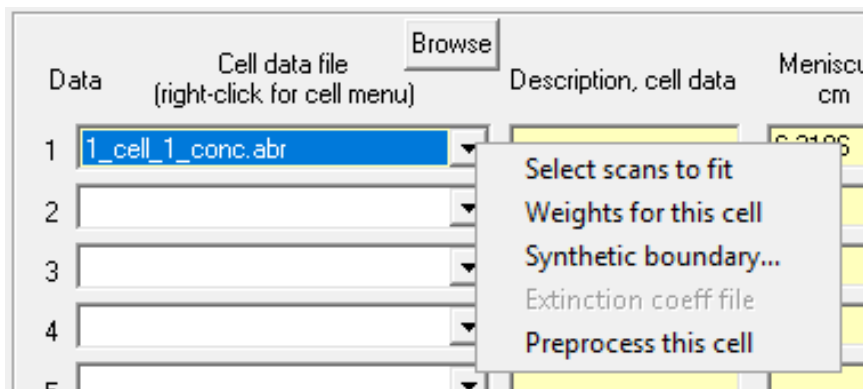 Browse
Data
Cell data file
(right-click for cell menu)
Description, cell data
Meniscu
cm
1
1_cell_1_conc.abr
Select scans to fit
2
Weights for this cell
3
Synthetic boundary...
Extinction coeff file
4
Preprocess this cell